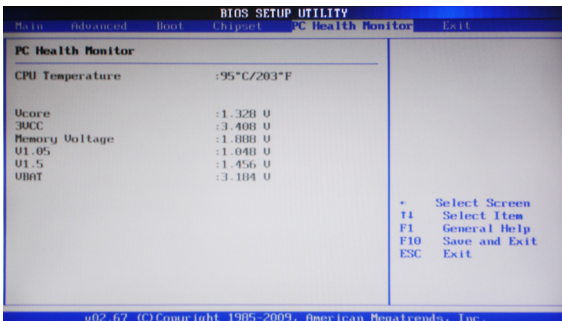 BIOS SETUP UTILITY
Main Advanced Boot Chipset PC Health Monitor Exit
PC Health Monitor
CPU Temperature :95°C/203°F
Vcore :1.328 V
3VCC :3.408 V
Memory Voltage :1.888 V
V1.05 :1.048 V
V1.5 :1.456 V
VBAT :3.184 V
← Select Screen
↑↓ Select Item
F1 General Help
F10 Save and Exit
ESC Exit
v02.67 (C)Copyright 1985-2009, American Megatrends, Inc.